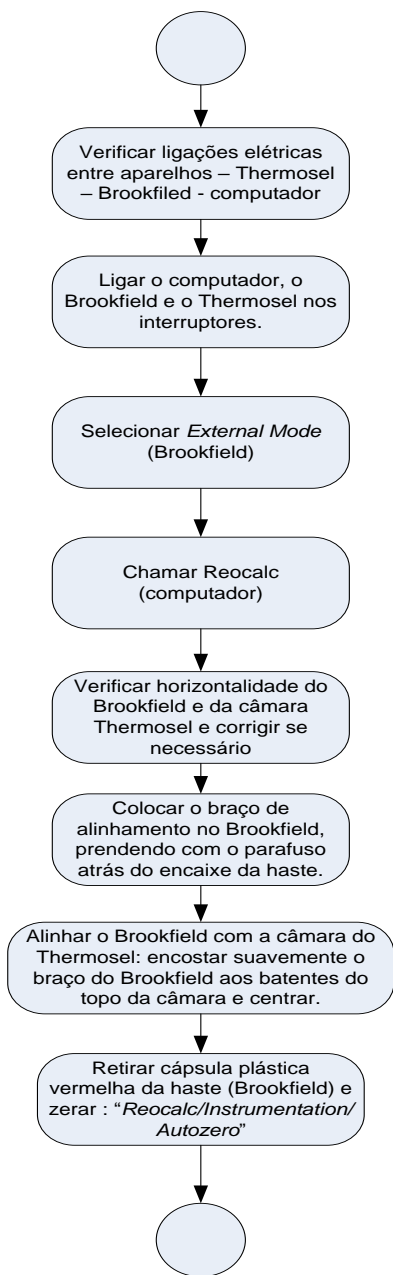 Verificar ligações elétricas
entre aparelhos – Thermosel
– Brookfiled - computador
Ligar o computador, o
Brookfield e o Thermosel nos
interruptores.
Selecionar External Mode
(Brookfield)
Chamar Reocalc
(computador)
Verificar horizontalidade do
Brookfield e da câmara
Thermosel e corrigir se
necessário
Colocar o braço de
alinhamento no Brookfield,
prendendo com o parafuso
atrás do encaixe da haste.
Alinhar o Brookfield com a câmara do
Thermosel: encostar suavemente o
braço do Brookfield aos batentes do
topo da câmara e centrar.
Retirar cápsula plástica
vermelha da haste (Brookfield) e
zerar : “Reocalc/Instrumentation/
Autozero”